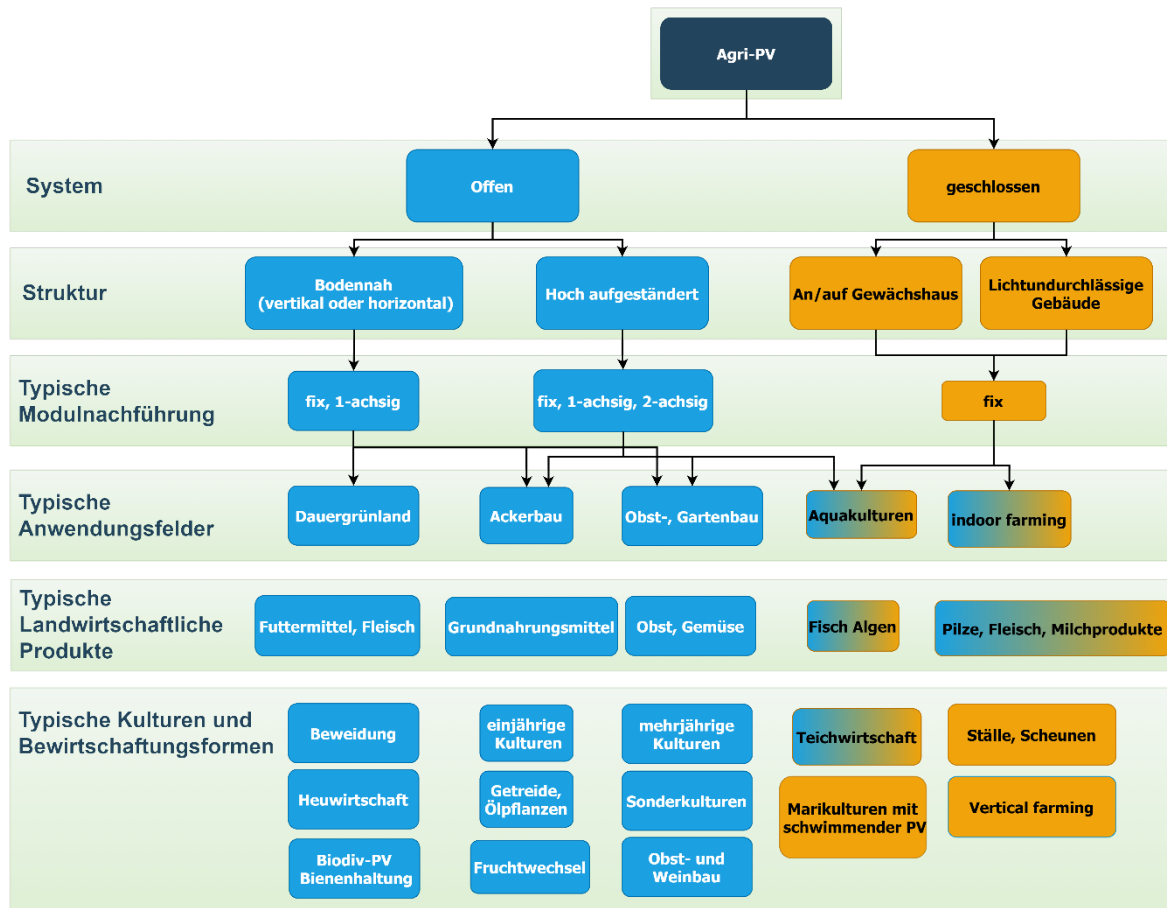 Agri-PV
System
Offen
geschlossen
Struktur
Bodennah
(vertikal oder horizontal)
Hoch aufgeständert
An/auf Gewächshaus
Lichtundurchlässige
Gebäude
Typische
Modulnachführung
fix, 1-achsig
fix, 1-achsig, 2-achsig
fix
Typische
Anwendungsfelder
Dauergrünland
Ackerbau
Obst-, Gartenbau
Aquakulturen
indoor farming
Typische
Landwirtschaftliche
Produkte
Futtermittel, Fleisch
Grundnahrungsmittel
Obst, Gemüse
Fisch Algen
Pilze, Fleisch, Milchprodukte
Typische Kulturen und
Bewirtschaftungsformen
Beweidung
einjährige
Kulturen
mehrjährige
Kulturen
Teichwirtschaft
Ställe, Scheunen
Heuwirtschaft
Getreide,
Ölpflanzen
Sonderkulturen
Marikulturen mit
schwimmender PV
Vertical farming
Biodiv-PV
Bienenhaltung
Fruchtwechsel
Obst- und
Weinbau